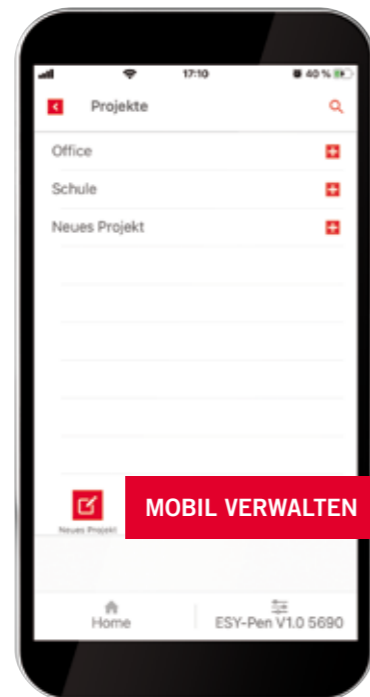 17:10
40 %
Projekte
Office
Schule
Neues Projekt
Neues Projekt
MOBIL VERWALTEN
Home
ESY-Pen V1.0 5690